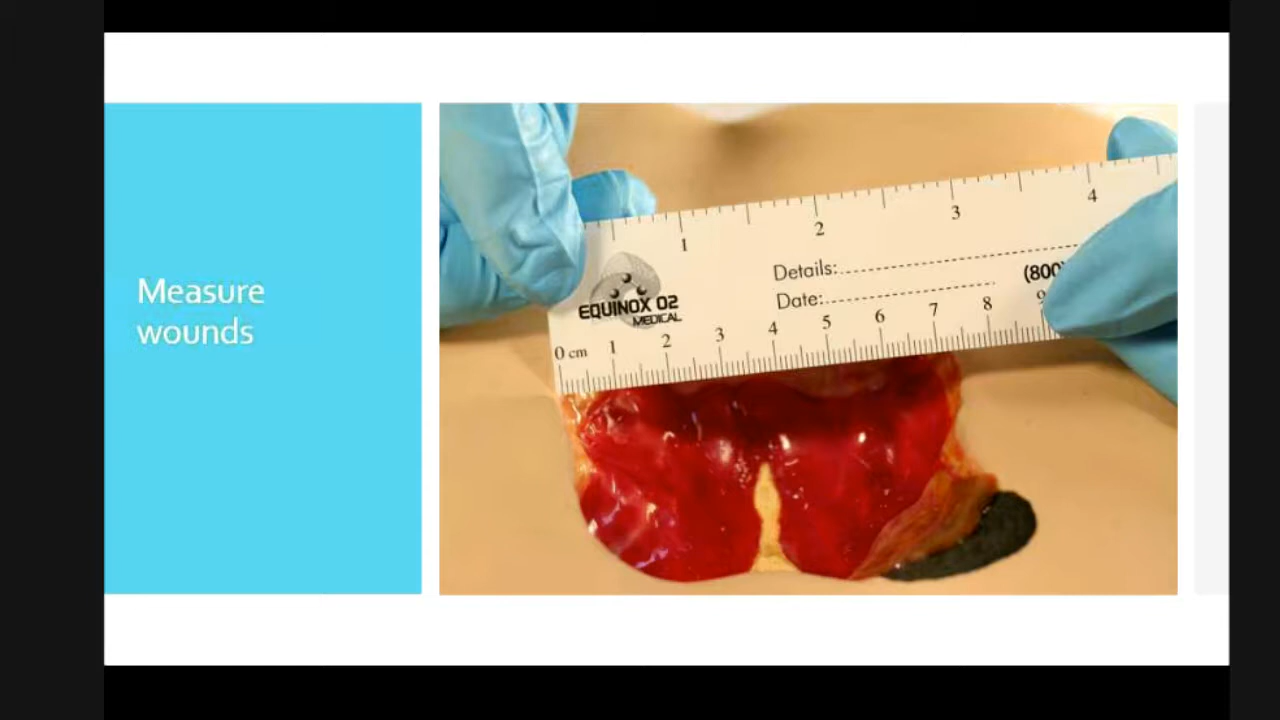 Measure
wounds
1 2 3 4
Details:
Date:
(800)
EQUINOX O2
MEDICAL
0 cm 1 2 3 4 5 6 7 8 9